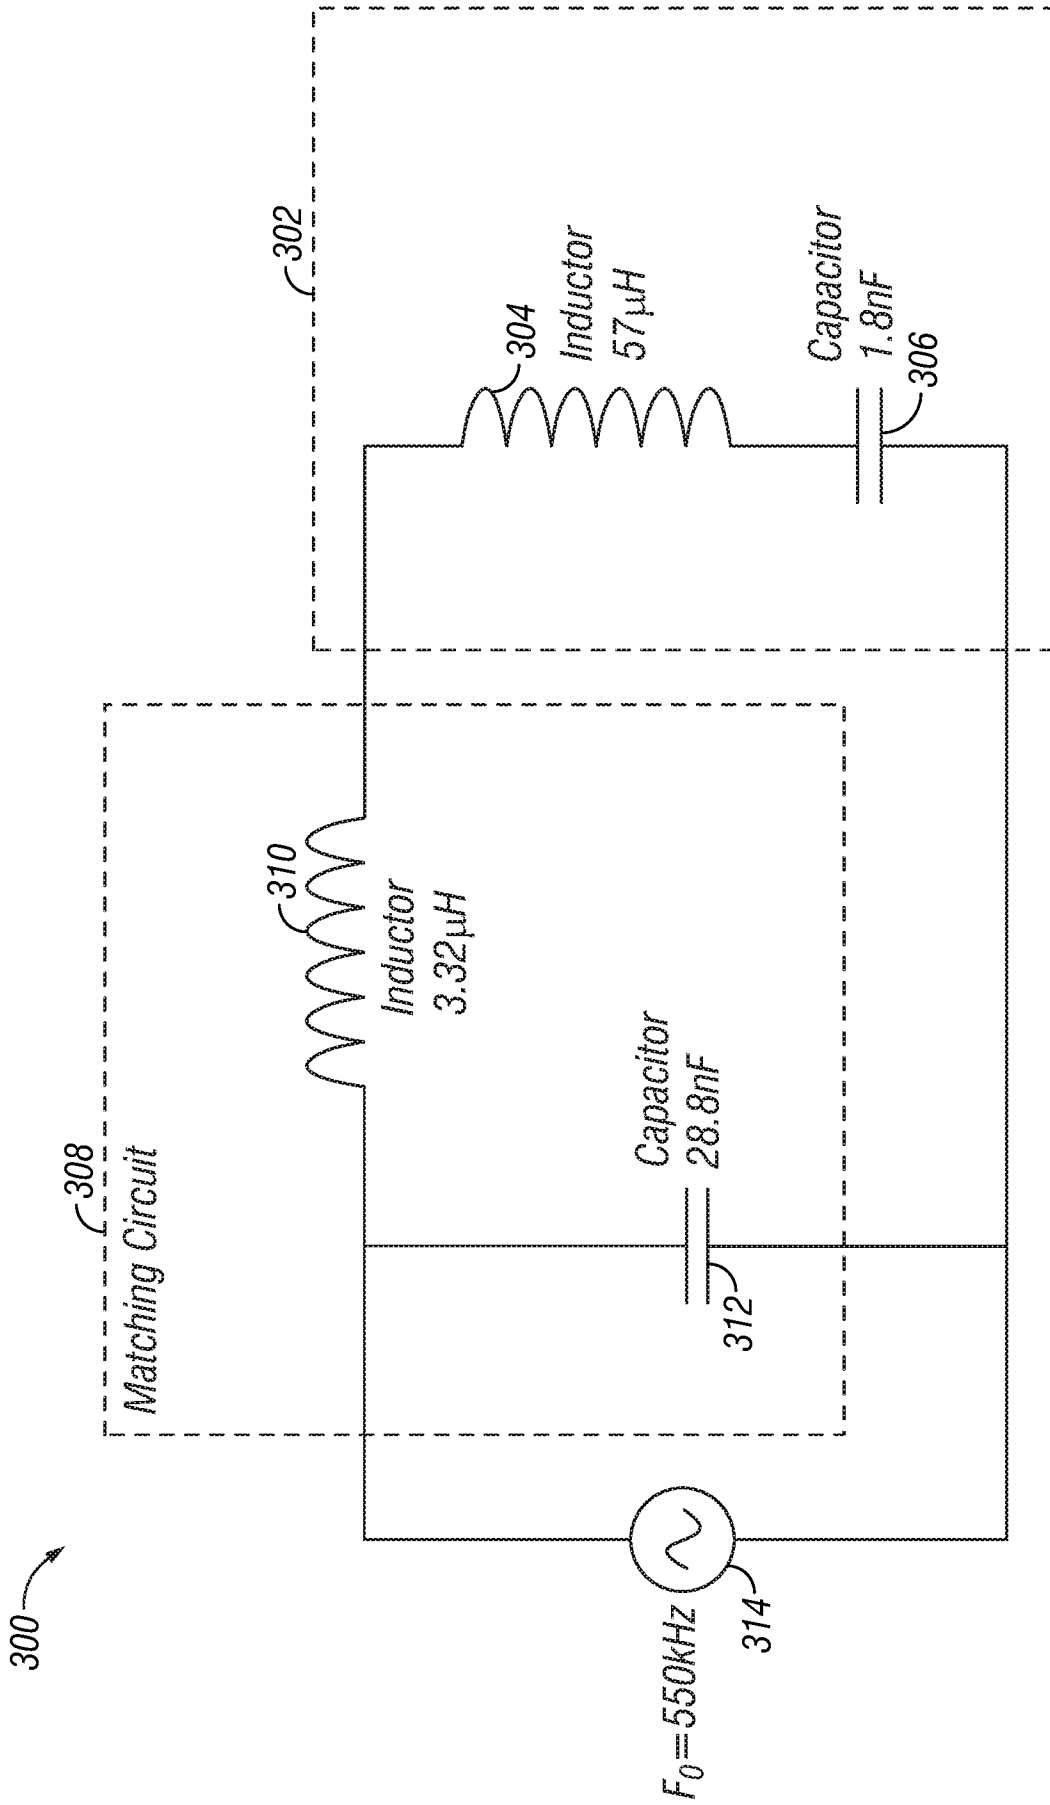 300
308
Matching Circuit
302
310
Inductor
3.32μH
304
Inductor
57μH
Capacitor
28.8nF
312
Capacitor
1.8nF
306
F0=550kHz
314